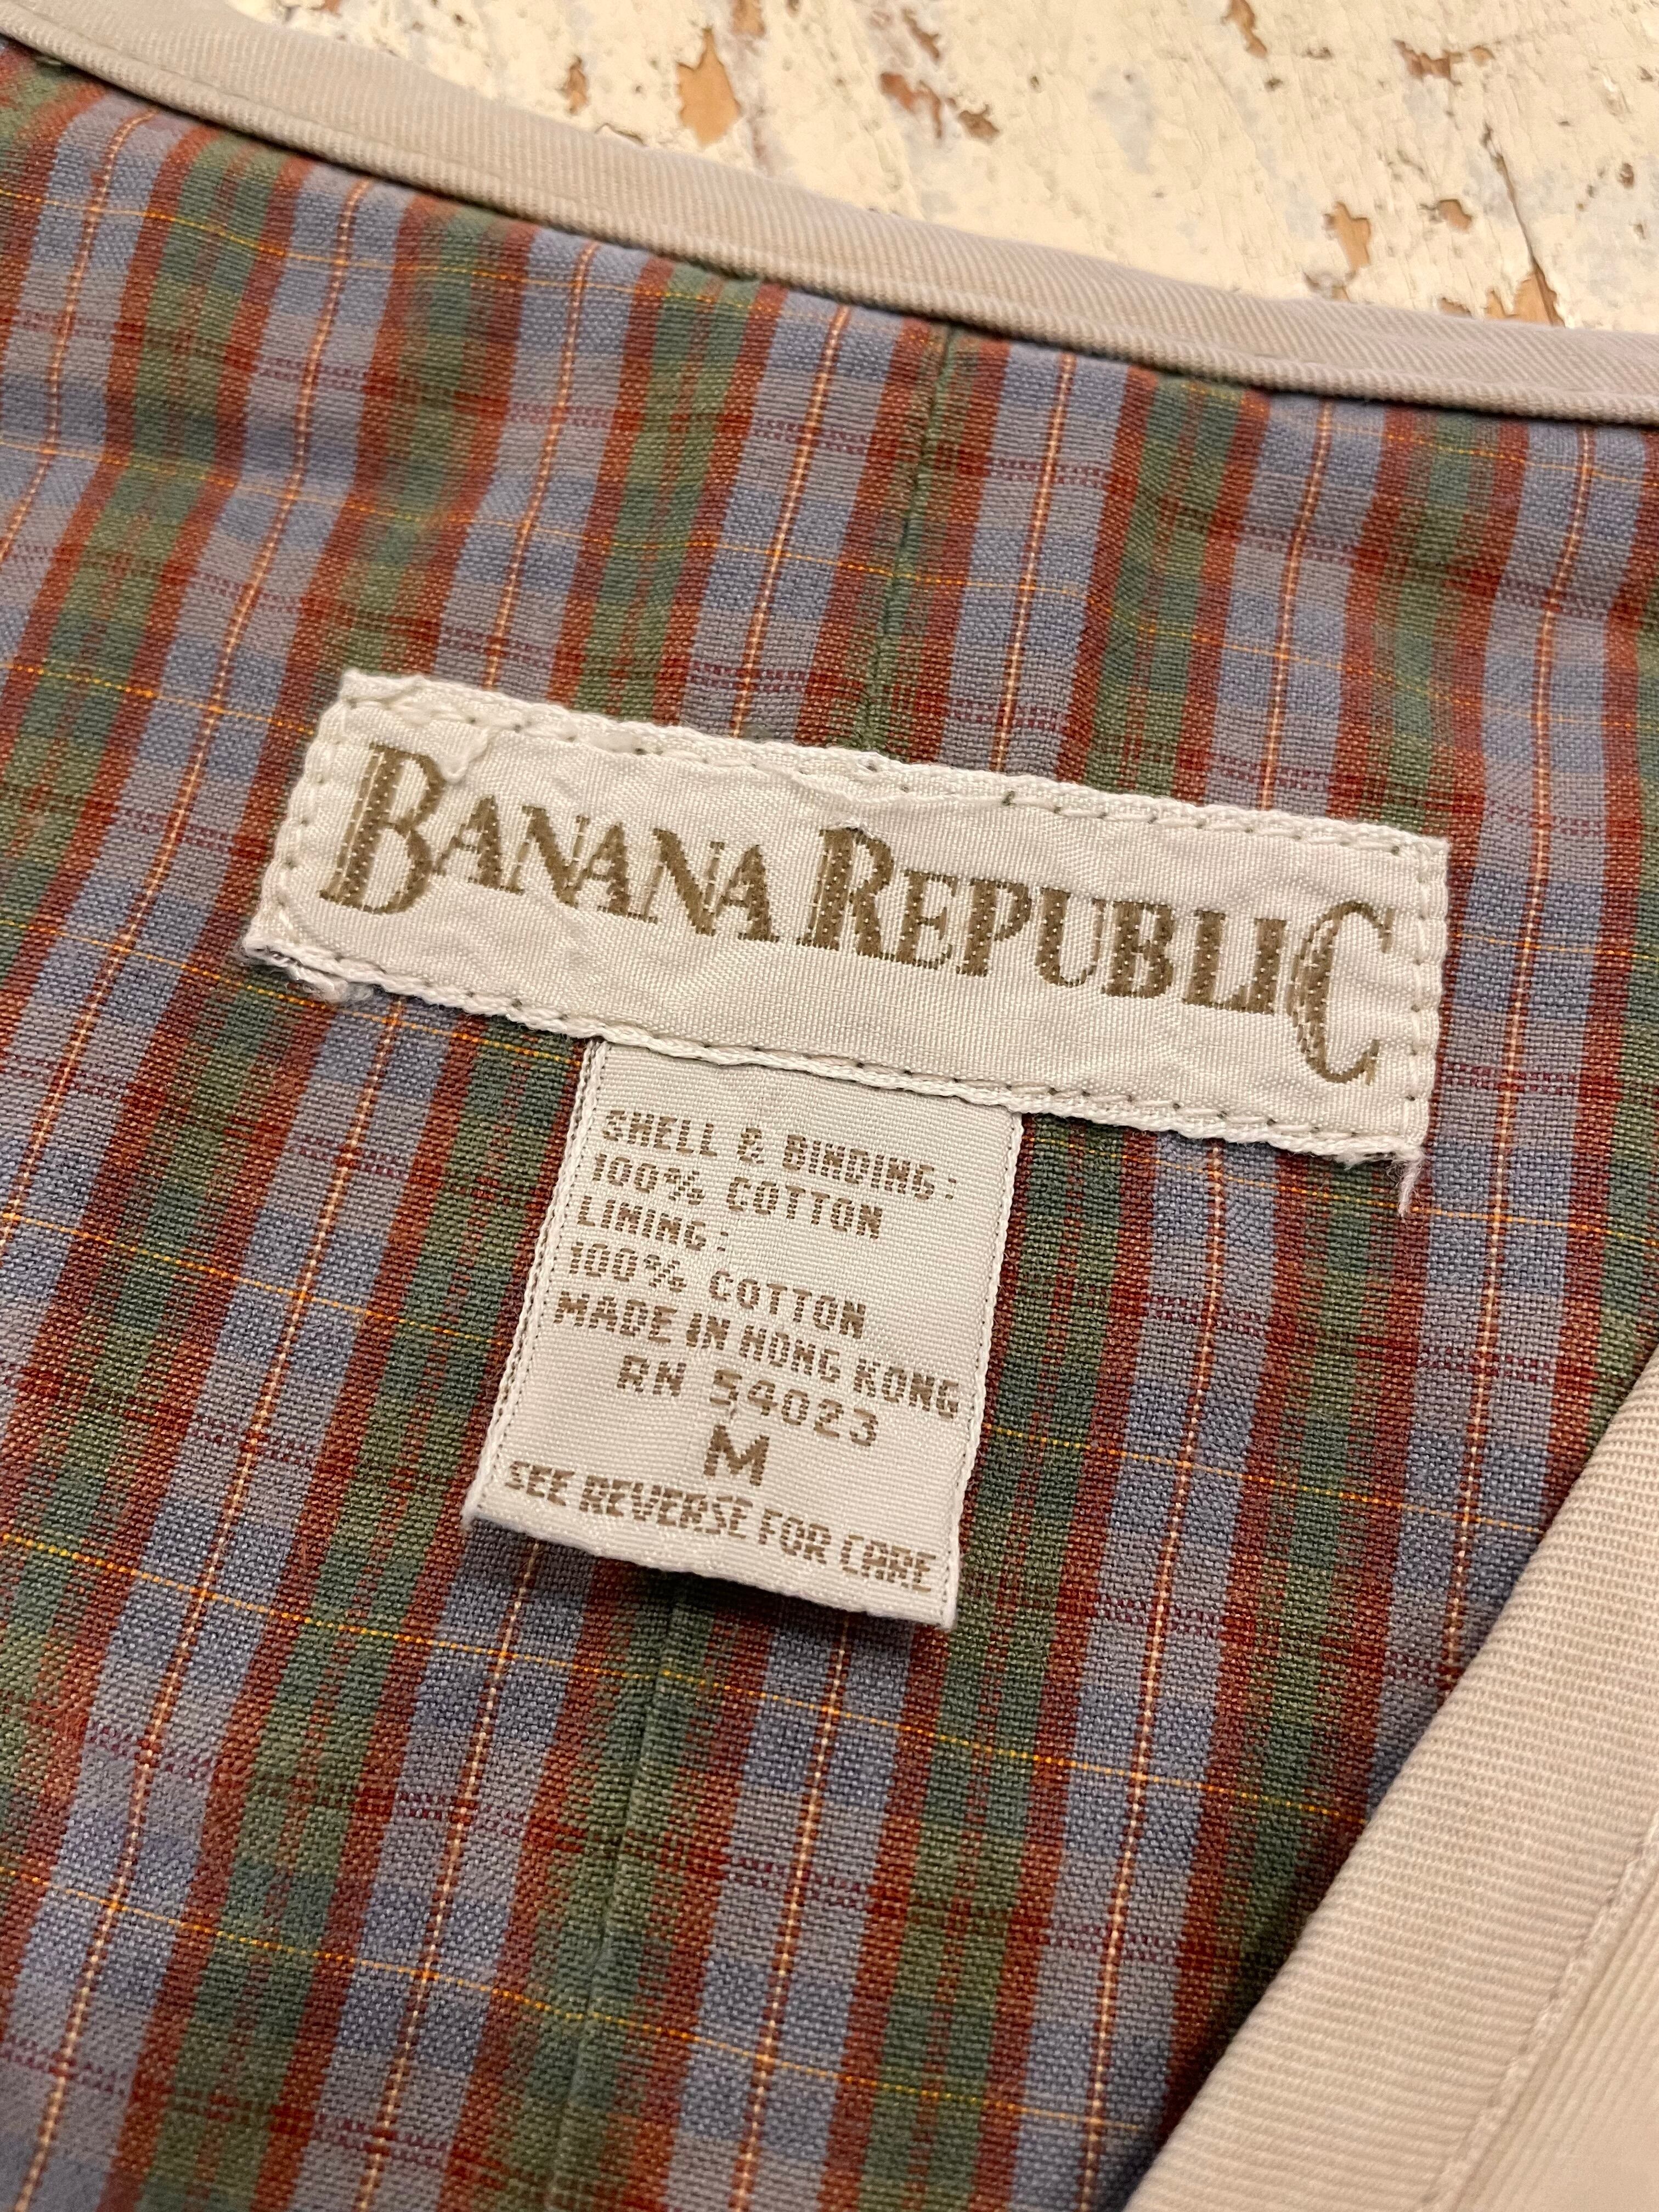 BANANA REPUBLIC
SHELL & BINDING:
100% COTTON
LINING:
100% COTTON
MADE IN HONG KONG
RN 54023
M
SEE REVERSE FOR CARE